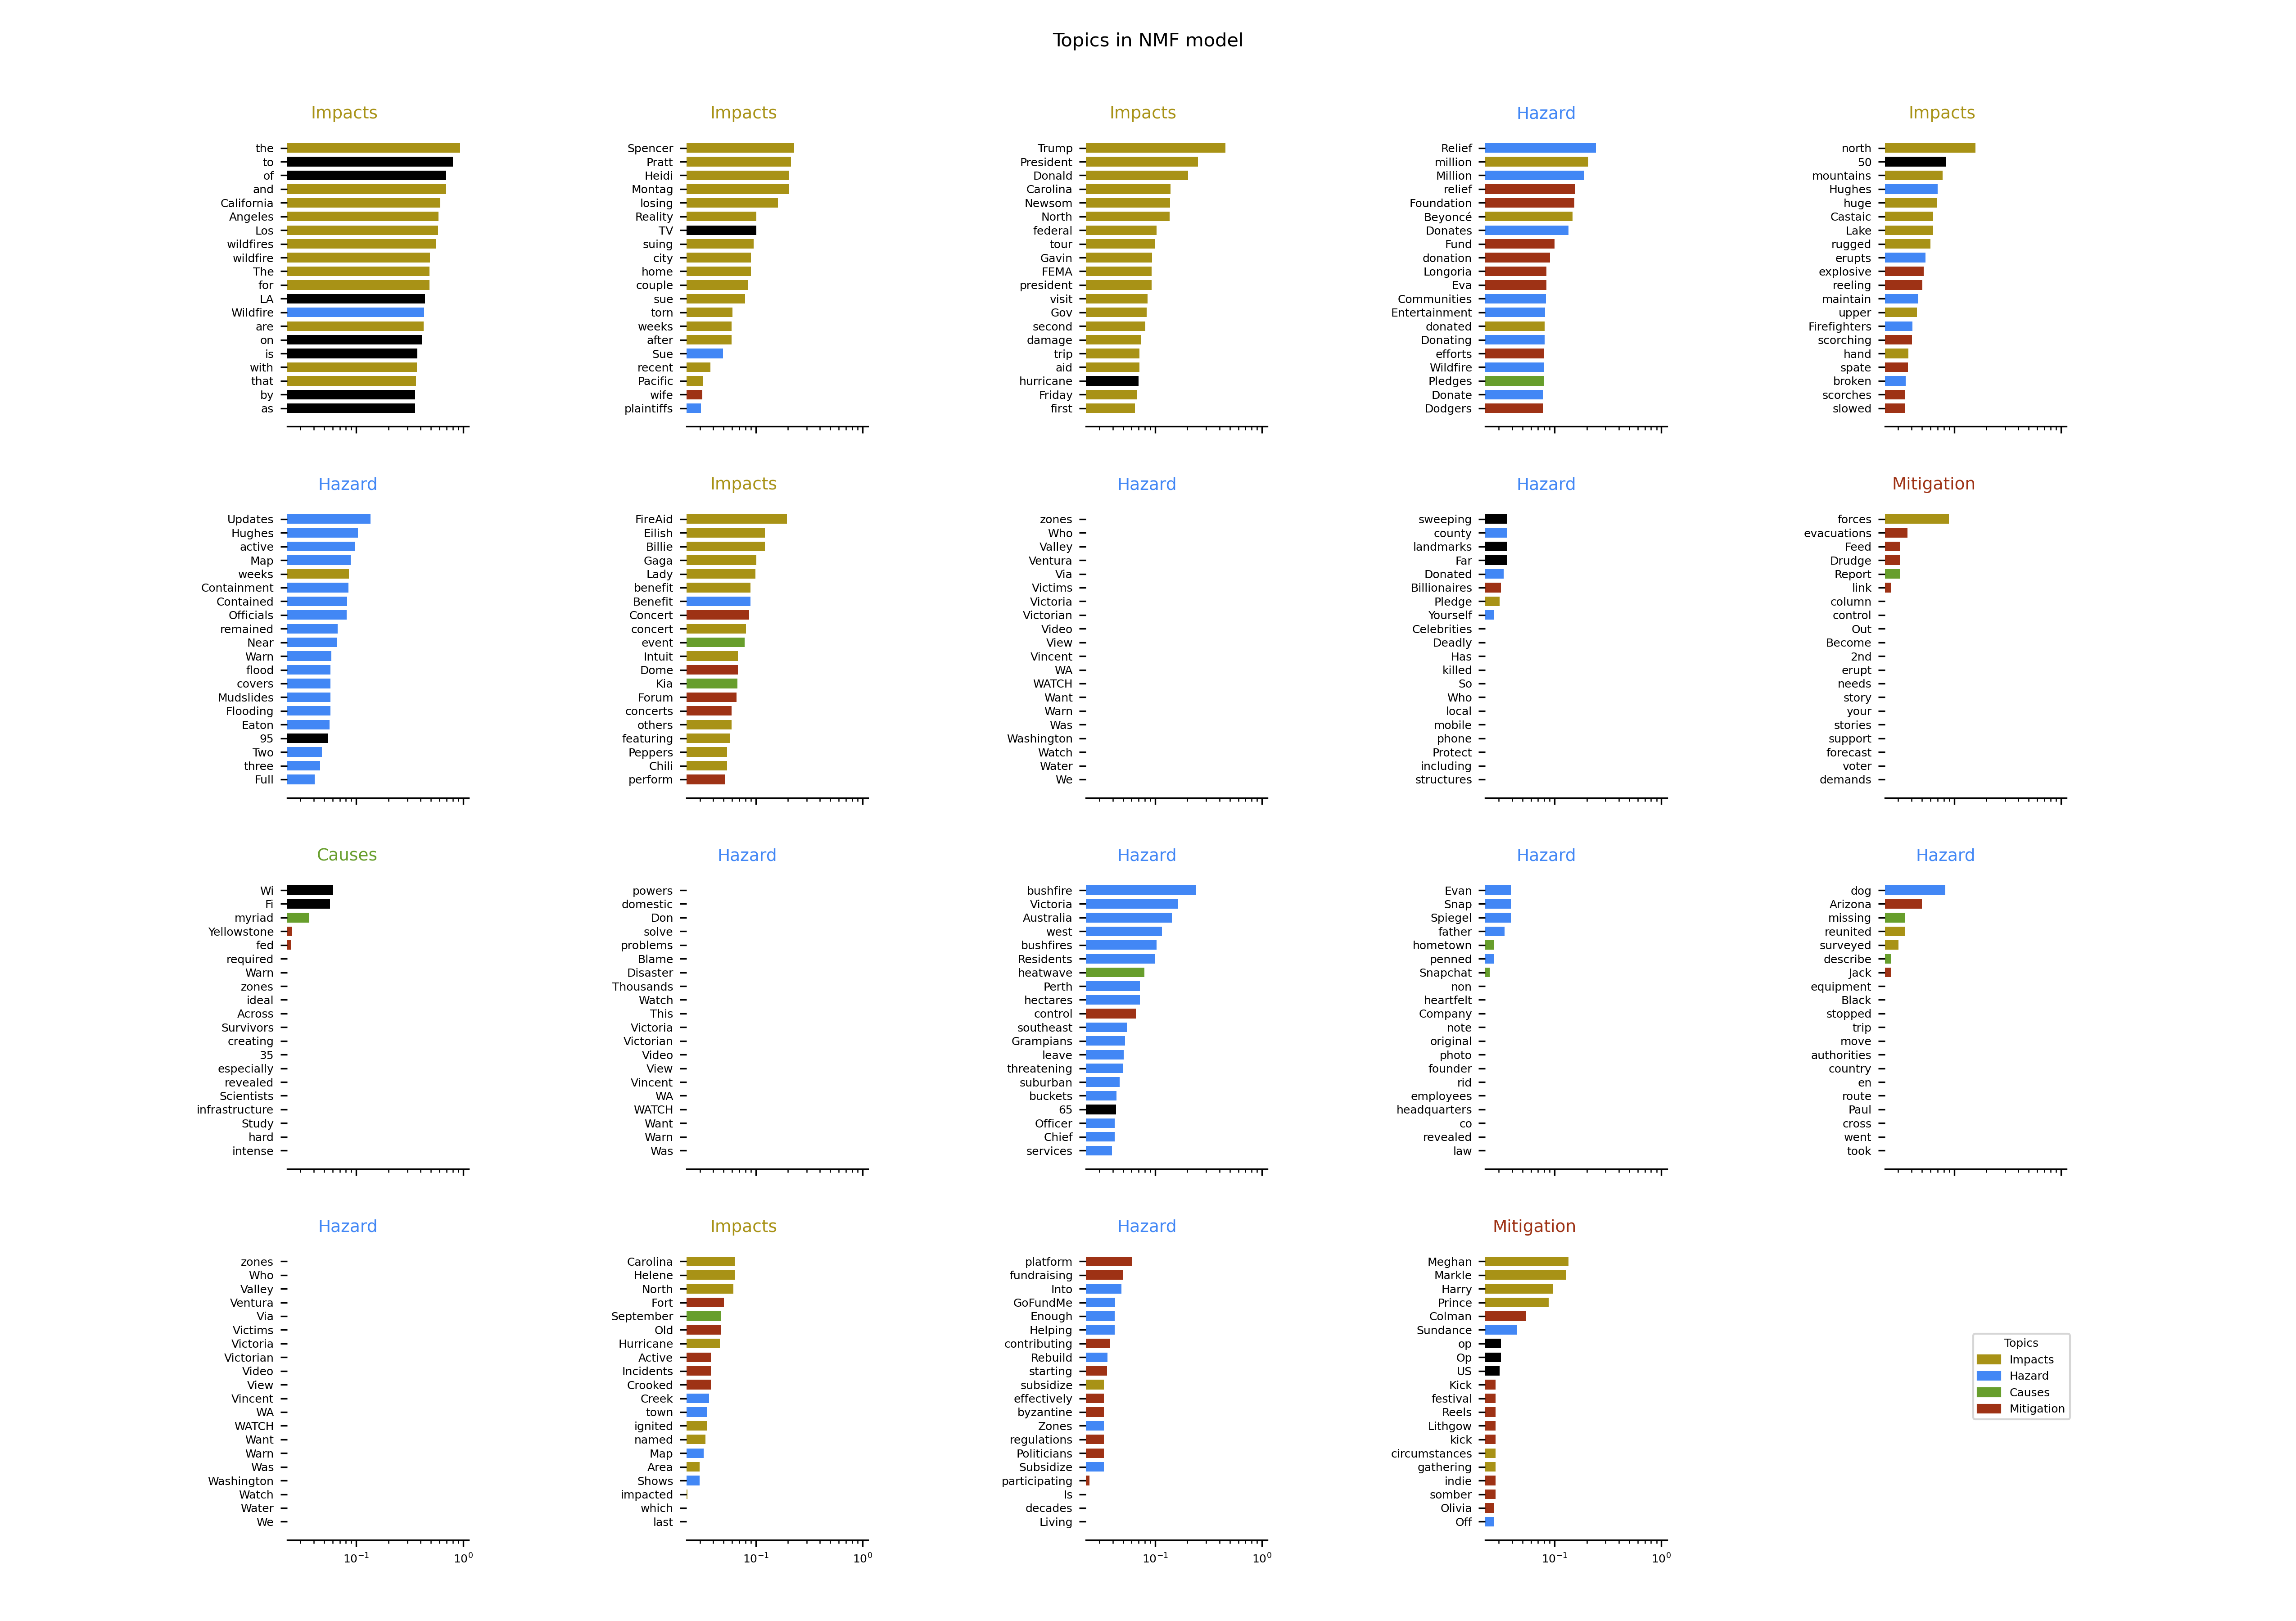 Topics in NMF model
Impacts
the
to
of
and
California
Angeles
Los
wildfires
wildfire
The
for
LA
Wildfire
are
on
is
with
that
by
as
Impacts
Spencer
Pratt
Heidi
Montag
losing
Reality
TV
suing
city
home
couple
sue
torn
weeks
after
Sue
recent
Pacific
wife
plaintiffs
Impacts
Trump
President
Donald
Carolina
Newsom
North
federal
tour
Gavin
FEMA
president
visit
Gov
second
damage
trip
aid
hurricane
Friday
first
Hazard
Relief
million
Million
relief
Foundation
Beyoncé
Donates
Fund
donation
Longoria
Eva
Communities
Entertainment
donated
Donating
efforts
Wildfire
Pledges
Donate
Dodgers
Impacts
north
50
mountains
Hughes
huge
Castaic
Lake
rugged
erupts
explosive
reeling
maintain
upper
Firefighters
scorching
hand
spate
broken
scorches
slowed
Hazard
Updates
Hughes
active
Map
weeks
Containment
Contained
Officials
remained
Near
Warn
flood
covers
Mudslides
Flooding
Eaton
95
Two
three
Full
Impacts
FireAid
Eilish
Billie
Gaga
Lady
benefit
Benefit
Concert
concert
event
Intuit
Dome
Kia
Forum
concerts
others
featuring
Peppers
Chili
perform
Hazard
zones
Who
Valley
Ventura
Via
Victims
Victoria
Victorian
Video
View
Vincent
WA
WATCH
Want
Warn
Was
Washington
Watch
Water
We
Hazard
sweeping
county
landmarks
Far
Donated
Billionaires
Pledge
Yourself
Celebrities
Deadly
Has
killed
So
Who
local
mobile
phone
Protect
including
structures
Mitigation
forces
evacuations
Feed
Drudge
Report
link
column
control
Out
Become
2nd
erupt
needs
story
your
stories
support
forecast
voter
demands
Causes
Wi
Fi
myriad
Yellowstone
fed
required
Warn
zones
ideal
Across
Survivors
creating
35
especially
revealed
Scientists
infrastructure
Study
hard
intense
Hazard
powers
domestic
Don
solve
problems
Blame
Disaster
Thousands
Watch
This
Victoria
Victorian
Video
View
Vincent
WA
WATCH
Want
Warn
Was
Hazard
bushfire
Victoria
Australia
west
bushfires
Residents
heatwave
Perth
hectares
control
southeast
Grampians
leave
threatening
suburban
buckets
65
Officer
Chief
services
Hazard
Evan
Snap
Spiegel
father
hometown
penned
Snapchat
non
heartfelt
Company
note
original
photo
founder
rid
employees
headquarters
co
revealed
law
Hazard
dog
Arizona
missing
reunited
surveyed
describe
Jack
equipment
Black
stopped
trip
move
authorities
country
en
route
Paul
cross
went
took
Hazard
zones
Who
Valley
Ventura
Via
Victims
Victoria
Victorian
Video
View
Vincent
WA
WATCH
Want
Warn
Was
Washington
Watch
Water
We
10⁻¹ 10⁰
Impacts
Carolina
Helene
North
Fort
September
Old
Hurricane
Active
Incidents
Crooked
Creek
town
ignited
named
Map
Area
Shows
impacted
which
last
10⁻¹ 10⁰
Hazard
platform
fundraising
Into
GoFundMe
Enough
Helping
contributing
Rebuild
starting
subsidize
effectively
byzantine
Zones
regulations
Politicians
Subsidize
participating
Is
decades
Living
10⁻¹ 10⁰
Mitigation
Meghan
Markle
Harry
Prince
Colman
Sundance
op
Op
US
Kick
festival
Reels
Lithgow
kick
circumstances
gathering
indie
somber
Olivia
Off
10⁻¹ 10⁰
Topics
Impacts
Hazard
Causes
Mitigation